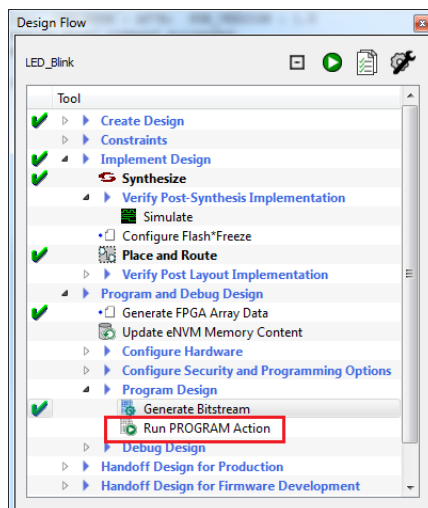 Design Flow
LED_Blink
Tool
Create Design
Constraints
Implement Design
Synthesize
Verify Post-Synthesis Implementation
Simulate
Configure Flash*Freeze
Place and Route
Verify Post Layout Implementation
Program and Debug Design
Generate FPGA Array Data
Update eNVM Memory Content
Configure Hardware
Configure Security and Programming Options
Program Design
Generate Bitstream
Run PROGRAM Action
Debug Design
Handoff Design for Production
Handoff Design for Firmware Development